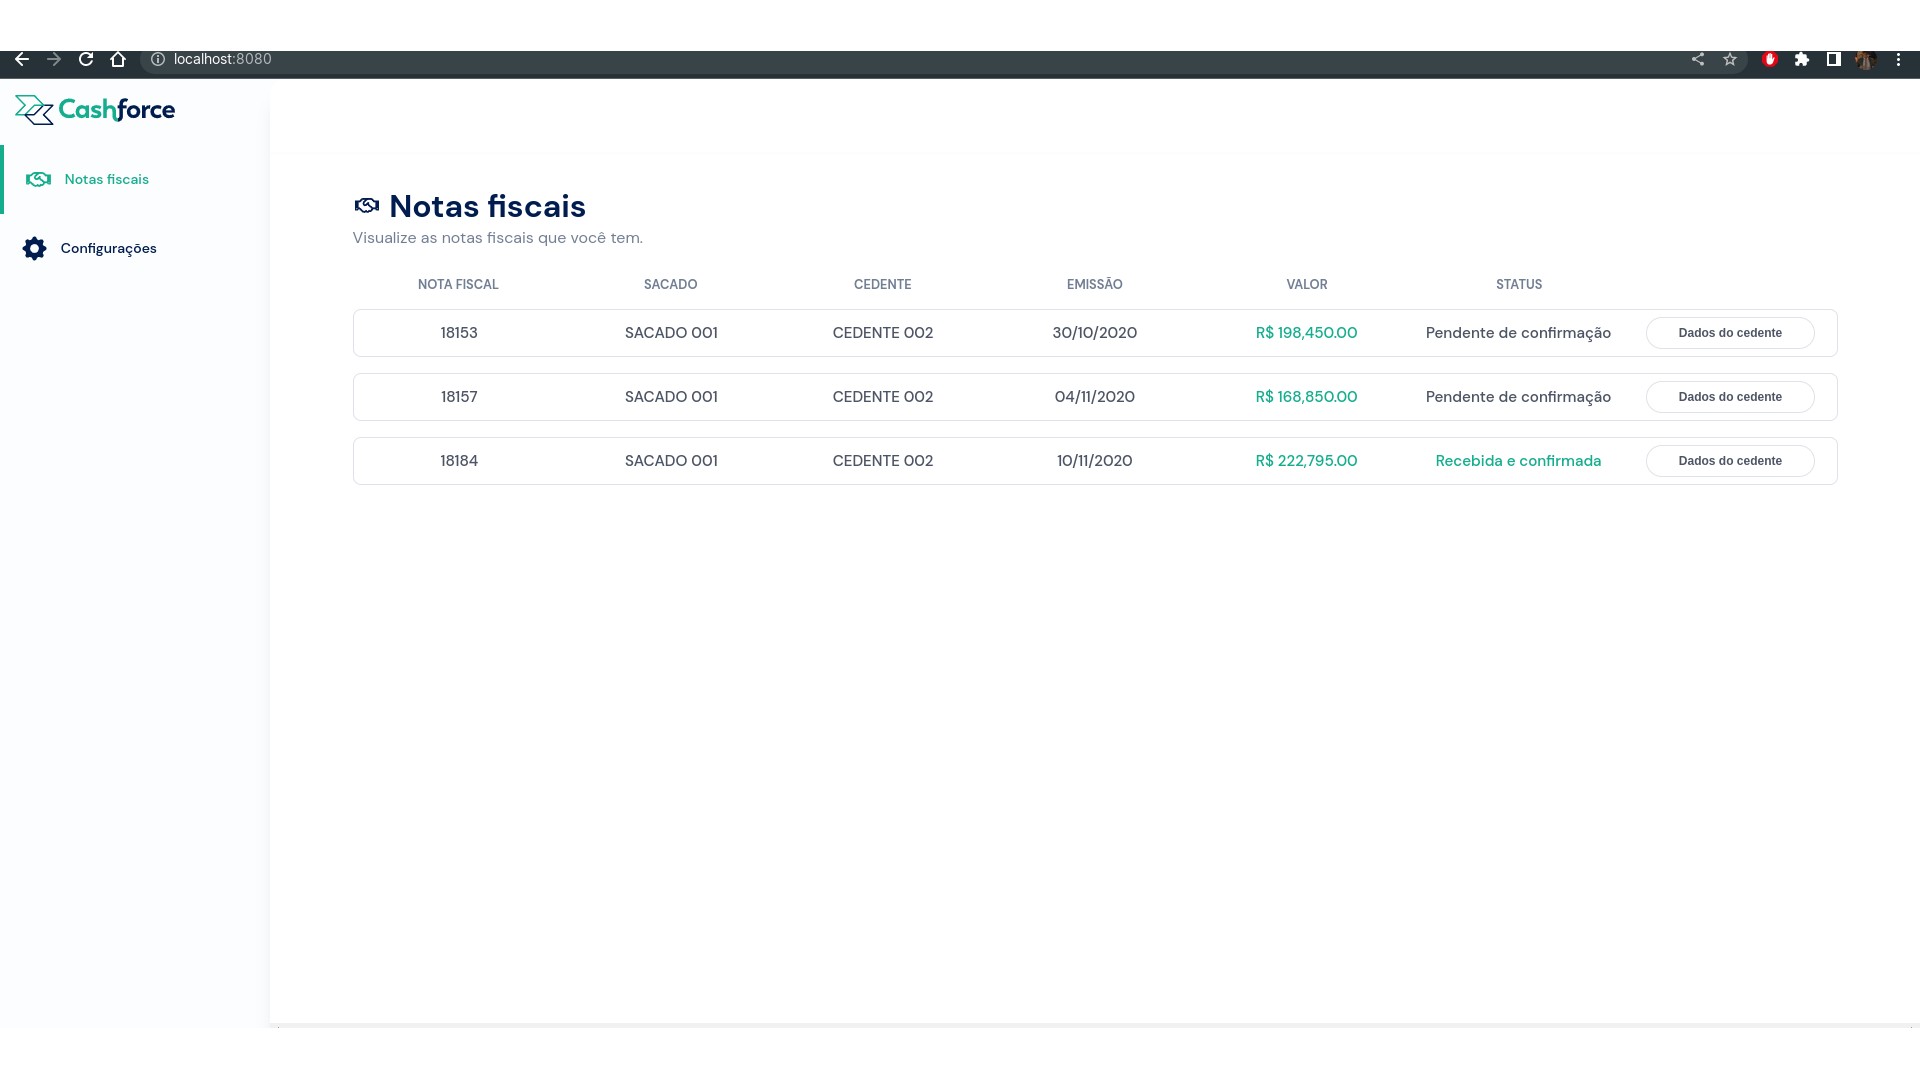 localhost:8080
Cashforce
Notas fiscais
Configurações
Notas fiscais
Visualize as notas fiscais que você tem.
NOTA FISCAL SACADO CEDENTE EMISSÃO VALOR STATUS
18153 SACADO 001 CEDENTE 002 30/10/2020 R$ 198,450.00 Pendente de confirmação Dados do cedente
18157 SACADO 001 CEDENTE 002 04/11/2020 R$ 168,850.00 Pendente de confirmação Dados do cedente
18184 SACADO 001 CEDENTE 002 10/11/2020 R$ 222,795.00 Recebida e confirmada Dados do cedente